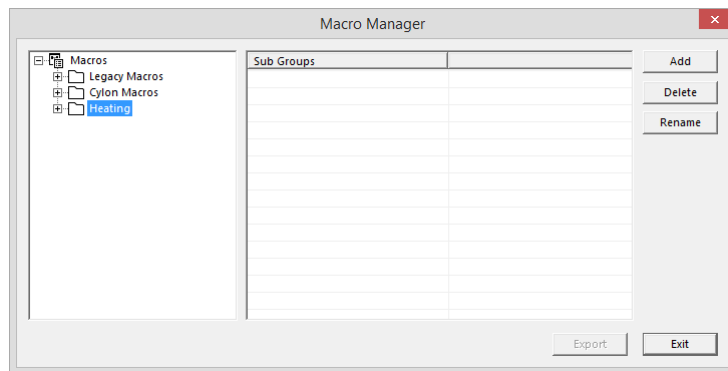 Macro Manager
Macros
Legacy Macros
Cylon Macros
Heating
Sub Groups
Add
Delete
Rename
Export
Exit